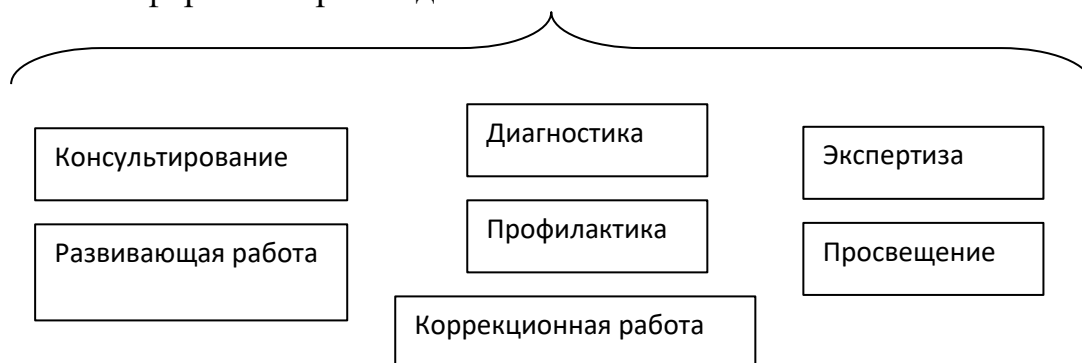 Диагностика
Консультирование
Экспертиза
Профилактика
Развивающая работа
Просвещение
Коррекционная работа